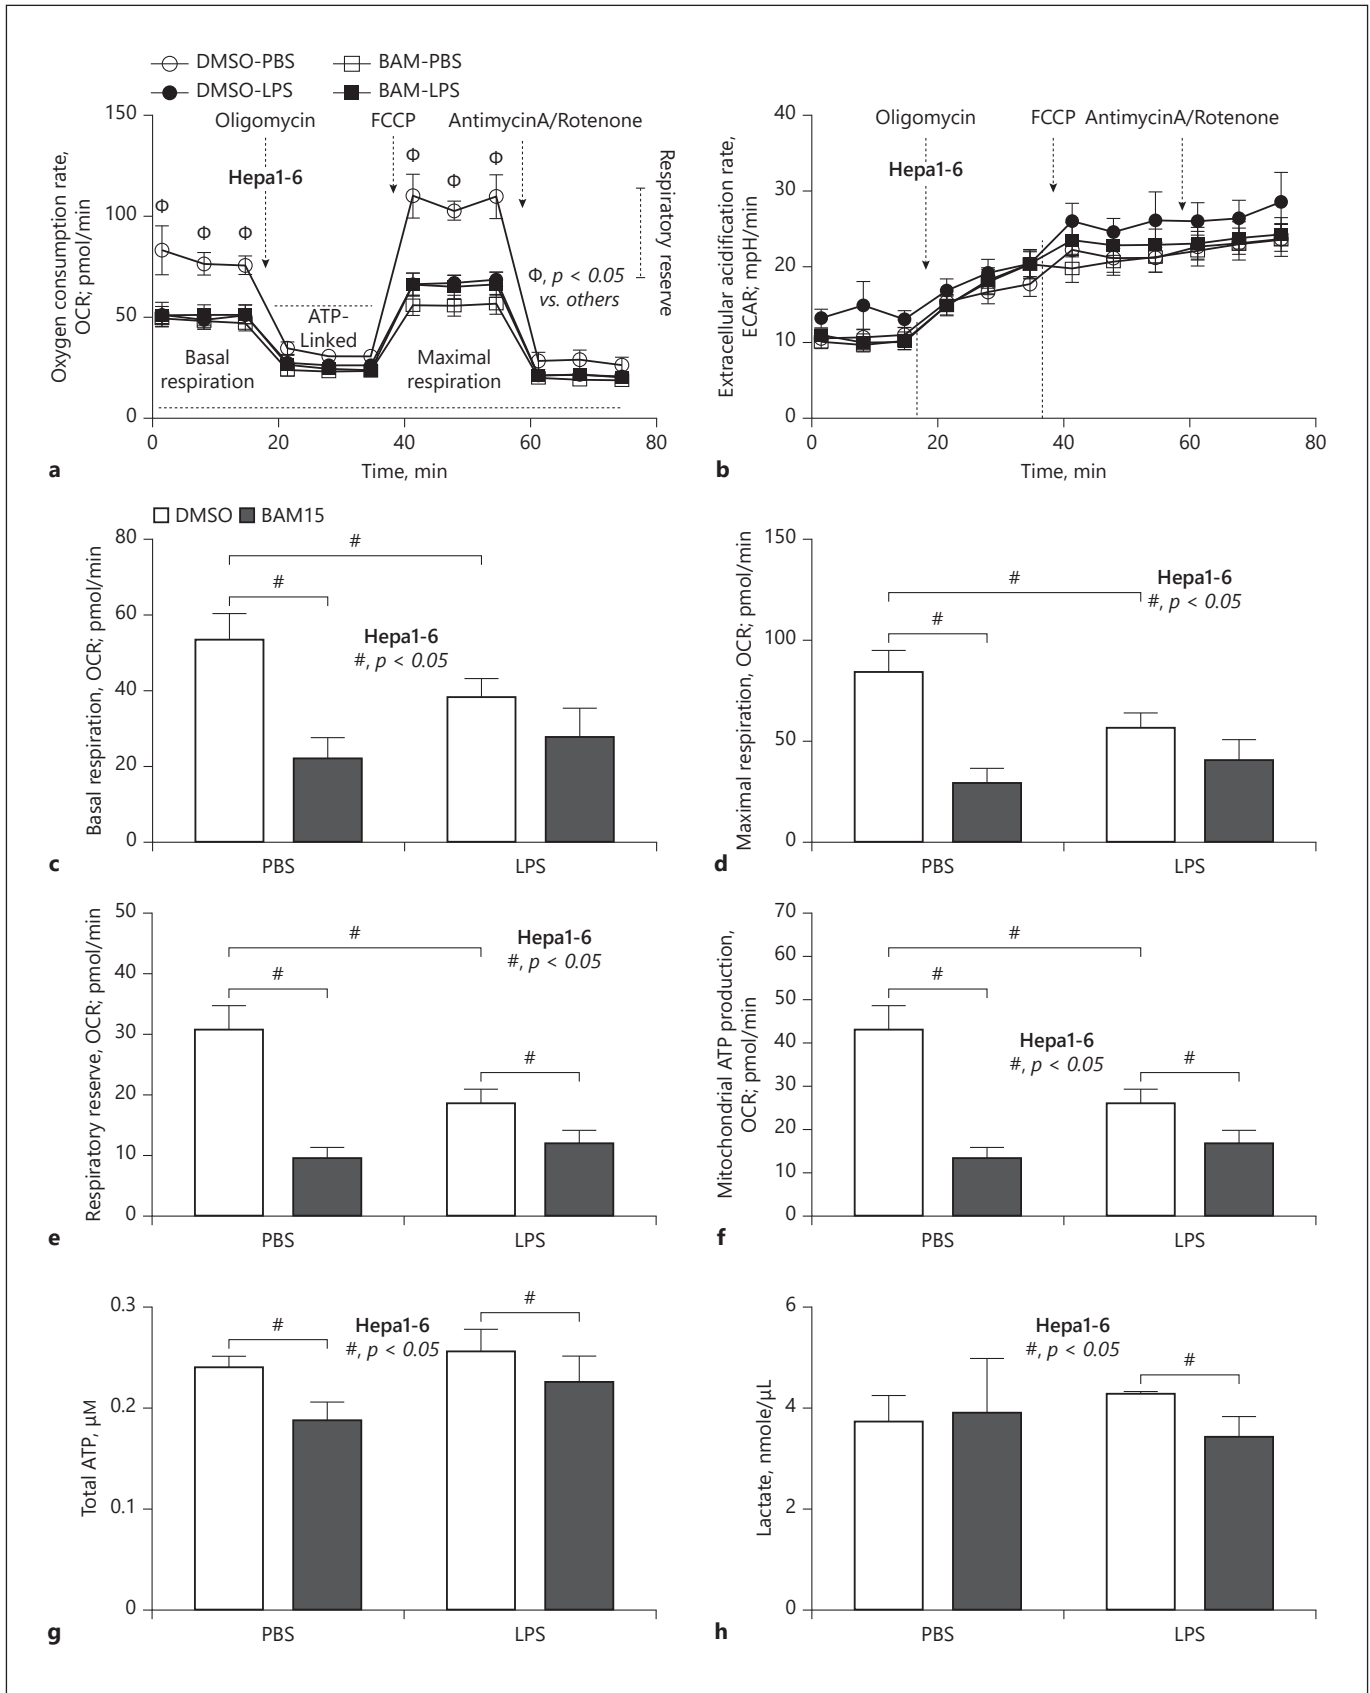 DMSO-PBS BAM-PBS
DMSO-LPS BAM-LPS
Oxygen consumption rate,
OCR; pmol/min
150
100
50
0
Oligomycin
FCCP
AntimycinA/Rotenone
Hepa1-6
Φ
Φ
Φ
Φ
Φ
Φ
Respiratory reserve
Φ, p < 0.05
vs. others
ATP-
Linked
Basal
respiration
Maximal
respiration
0 20 40 60 80
Time, min
a
Extracellular acidification rate,
ECAR; mpH/min
40
30
20
10
0
Oligomycin
FCCP
AntimycinA/Rotenone
Hepa1-6
0 20 40 60 80
Time, min
b
DMSO BAM15
Basal respiration, OCR; pmol/min
80
60
40
20
0
#
#
Hepa1-6
#, p < 0.05
PBS LPS
c
Maximal respiration, OCR; pmol/min
150
100
50
0
#
#
Hepa1-6
#, p < 0.05
PBS LPS
d
Respiratory reserve, OCR; pmol/min
50
40
30
20
10
0
#
#
#
Hepa1-6
#, p < 0.05
PBS LPS
e
Mitochondrial ATP production,
OCR; pmol/min
70
60
50
40
30
20
10
0
#
#
#
Hepa1-6
#, p < 0.05
PBS LPS
f
Total ATP, µM
0.3
0.2
0.1
0
#
#
Hepa1-6
#, p < 0.05
PBS LPS
g
Lactate, nmole/µL
6
4
2
0
Hepa1-6
#, p < 0.05
#
PBS LPS
h